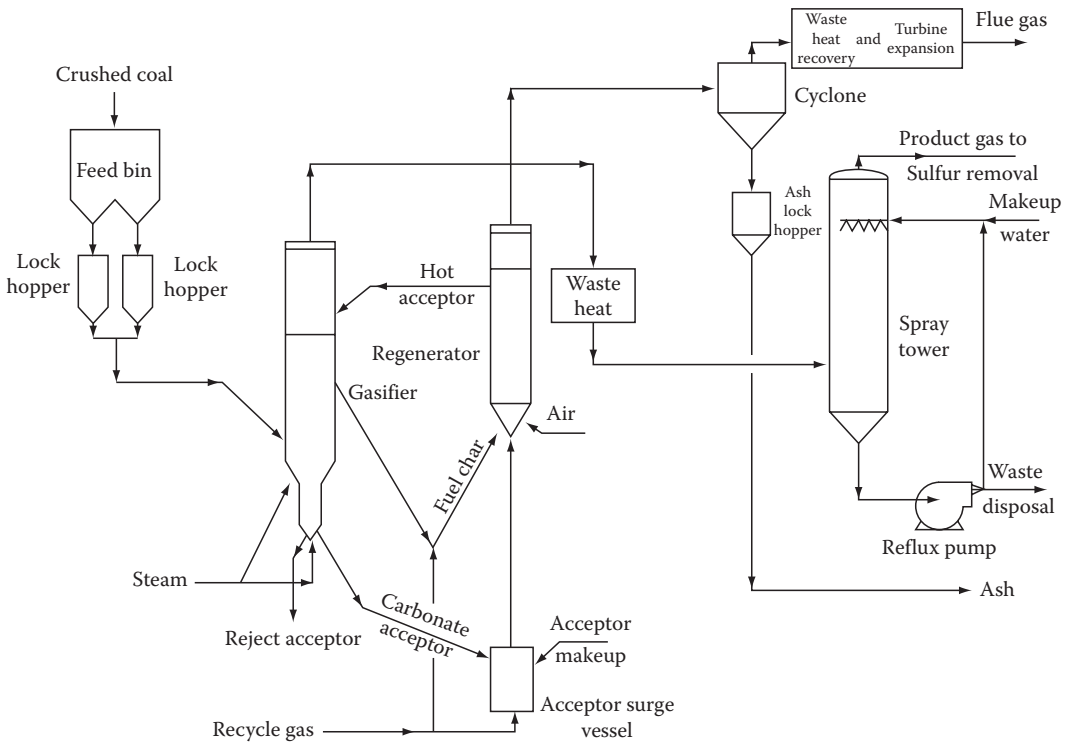 Waste
heat
recovery
and
Turbine
expansion
Flue gas
Crushed coal
Cyclone
Feed bin
Product gas to
Sulfur removal
Ash
lock
hopper
Makeup
water
Lock
hopper
Lock
hopper
Hot
acceptor
Waste
heat
Regenerator
Spray
tower
Gasifier
Air
Fuel char
Waste
disposal
Reflux pump
Steam
Ash
Reject acceptor
Carbonate
acceptor
Acceptor
makeup
Acceptor surge
vessel
Recycle gas